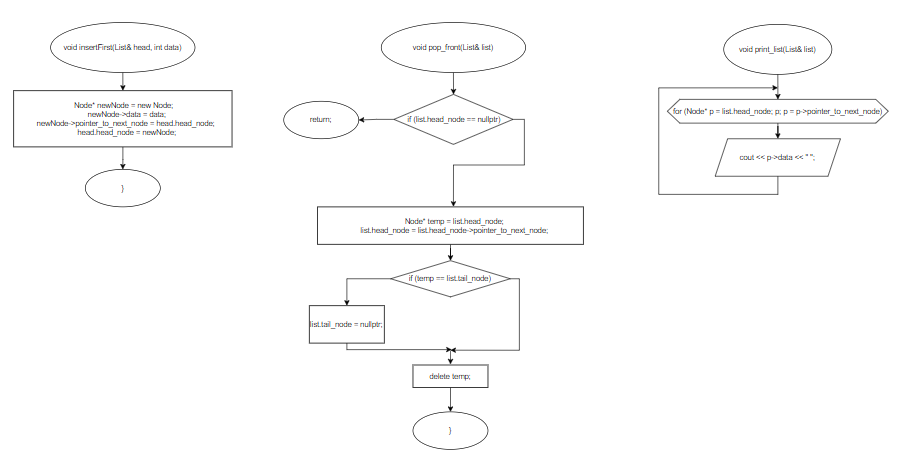 void insertFirst(List& head, int data)
Node* newNode = new Node;
newNode->data = data;
newNode->pointer_to_next_node = head.head_node;
head.head_node = newNode;
}
void pop_front(List& list)
if (list.head_node == nullptr)
return;
Node* temp = list.head_node;
list.head_node = list.head_node->pointer_to_next_node;
if (temp == list.tail_node)
list.tail_node = nullptr;
delete temp;
}
void print_list(List& list)
for (Node* p = list.head_node; p; p = p->pointer_to_next_node)
cout << p->data << " ";